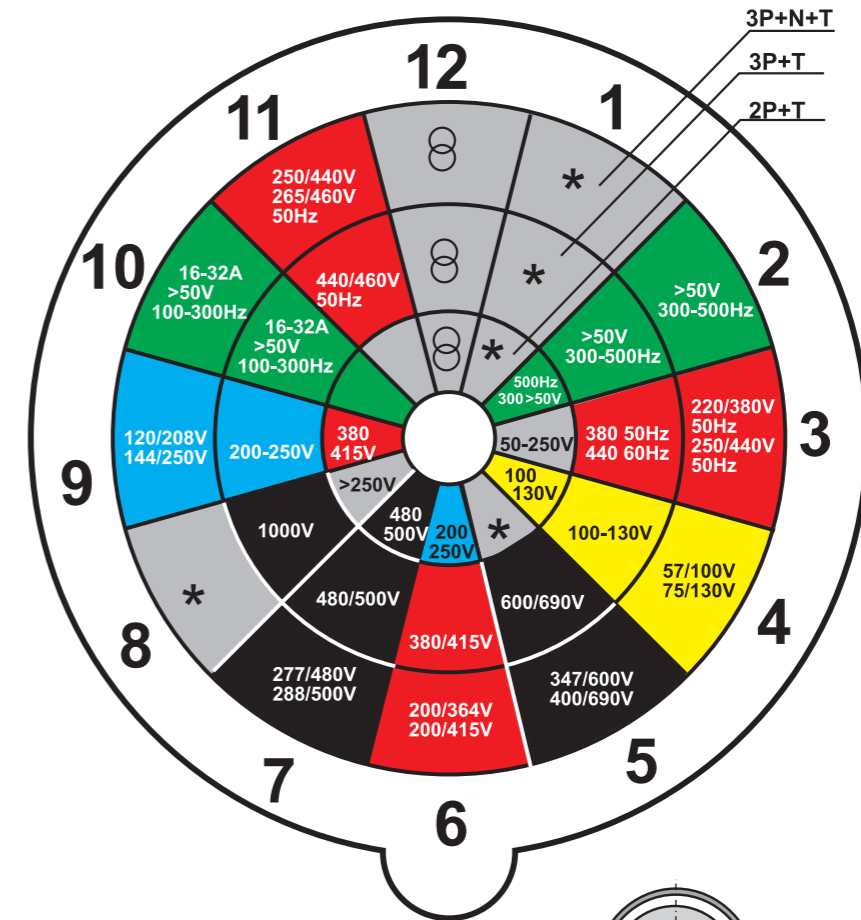 3P+N+T
3P+T
2P+T
12
*
*
*
1
*
*
*
2
>50V
300-500Hz
>50V
300-500Hz
500Hz
300>50V
3
220/380V
50Hz
250/440V
50Hz
380 50Hz
440 60Hz
50-250V
4
57/100V
75/130V
100-130V
100
130V
5
347/600V
400/690V
600/690V
*
6
200/364V
200/415V
380/415V
200
250V
7
277/480V
288/500V
480/500V
480
500V
8
*
1000V
>250V
9
120/208V
144/250V
200-250V
380
415V
10
16-32A
>50V
100-300Hz
16-32A
>50V
100-300Hz
11
250/440V
265/460V
50Hz
440/460V
50Hz